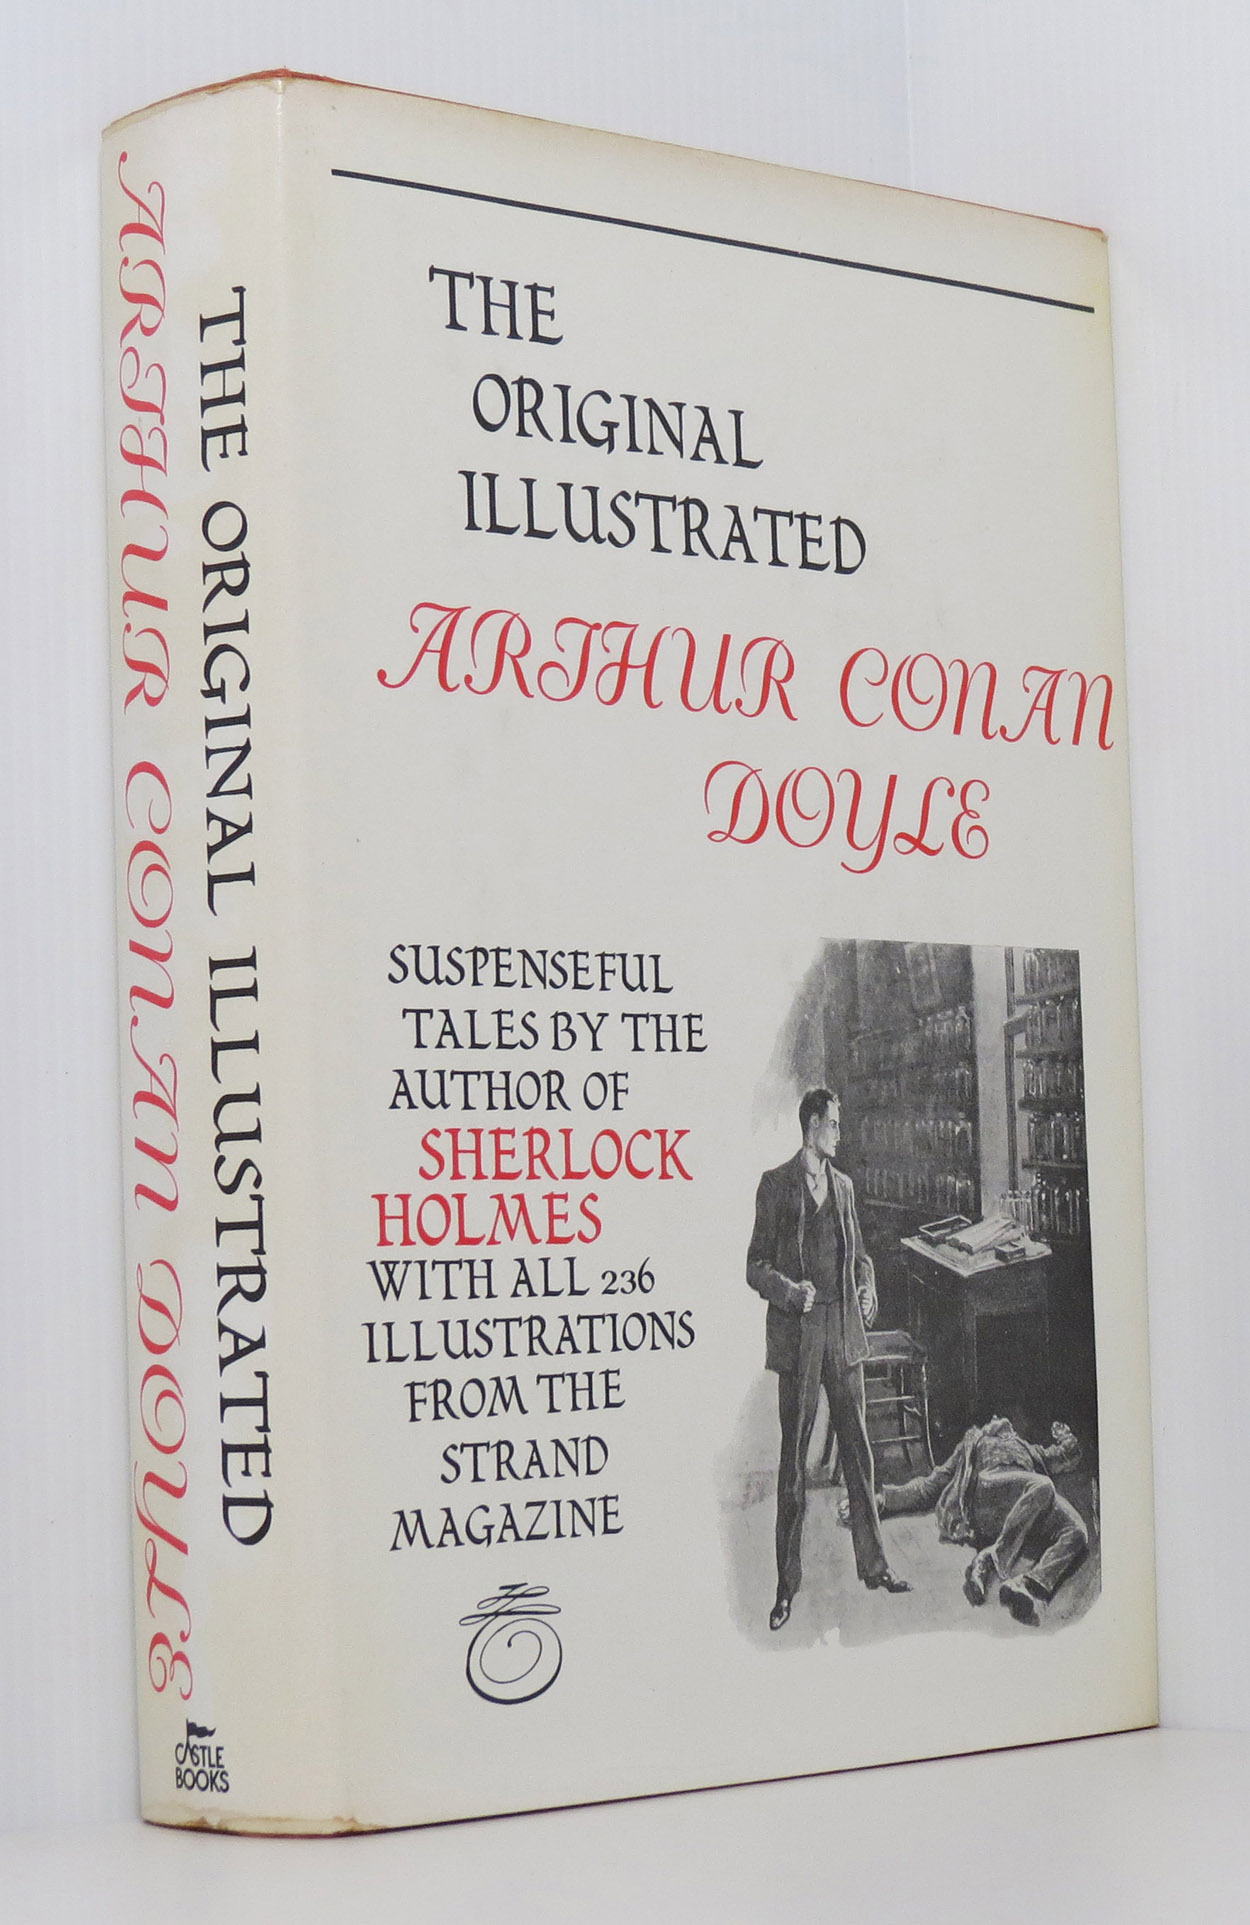 ARTHUR CONAN DOYLE
THE ORIGINAL ILLUSTRATED
CASTLE
BOOKS
THE
ORIGINAL
ILLUSTRATED
ARTHUR CONAN
DOYLE
SUSPENSEFUL
TALES BY THE
AUTHOR OF
SHERLOCK
HOLMES
WITH ALL 236
ILLUSTRATIONS
FROM THE
STRAND
MAGAZINE